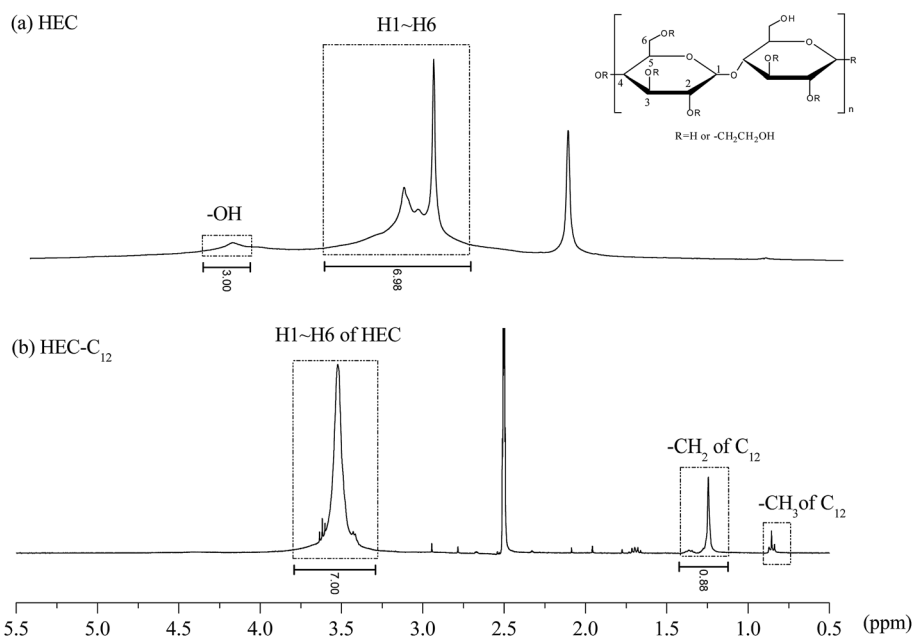 (a) HEC
H1~H6
OH
6
OR
O
5
OR
OR
4
1
O
3
2
OR
O
OR
R
OR
n
R=H or -CH₂CH₂OH
-OH
3.00
6.98
(b) HEC-C₁₂
H1~H6 of HEC
-CH₂ of C₁₂
-CH₃of C₁₂
7.00
0.88
5.5 5.0 4.5 4.0 3.5 3.0 2.5 2.0 1.5 1.0 0.5 (ppm)